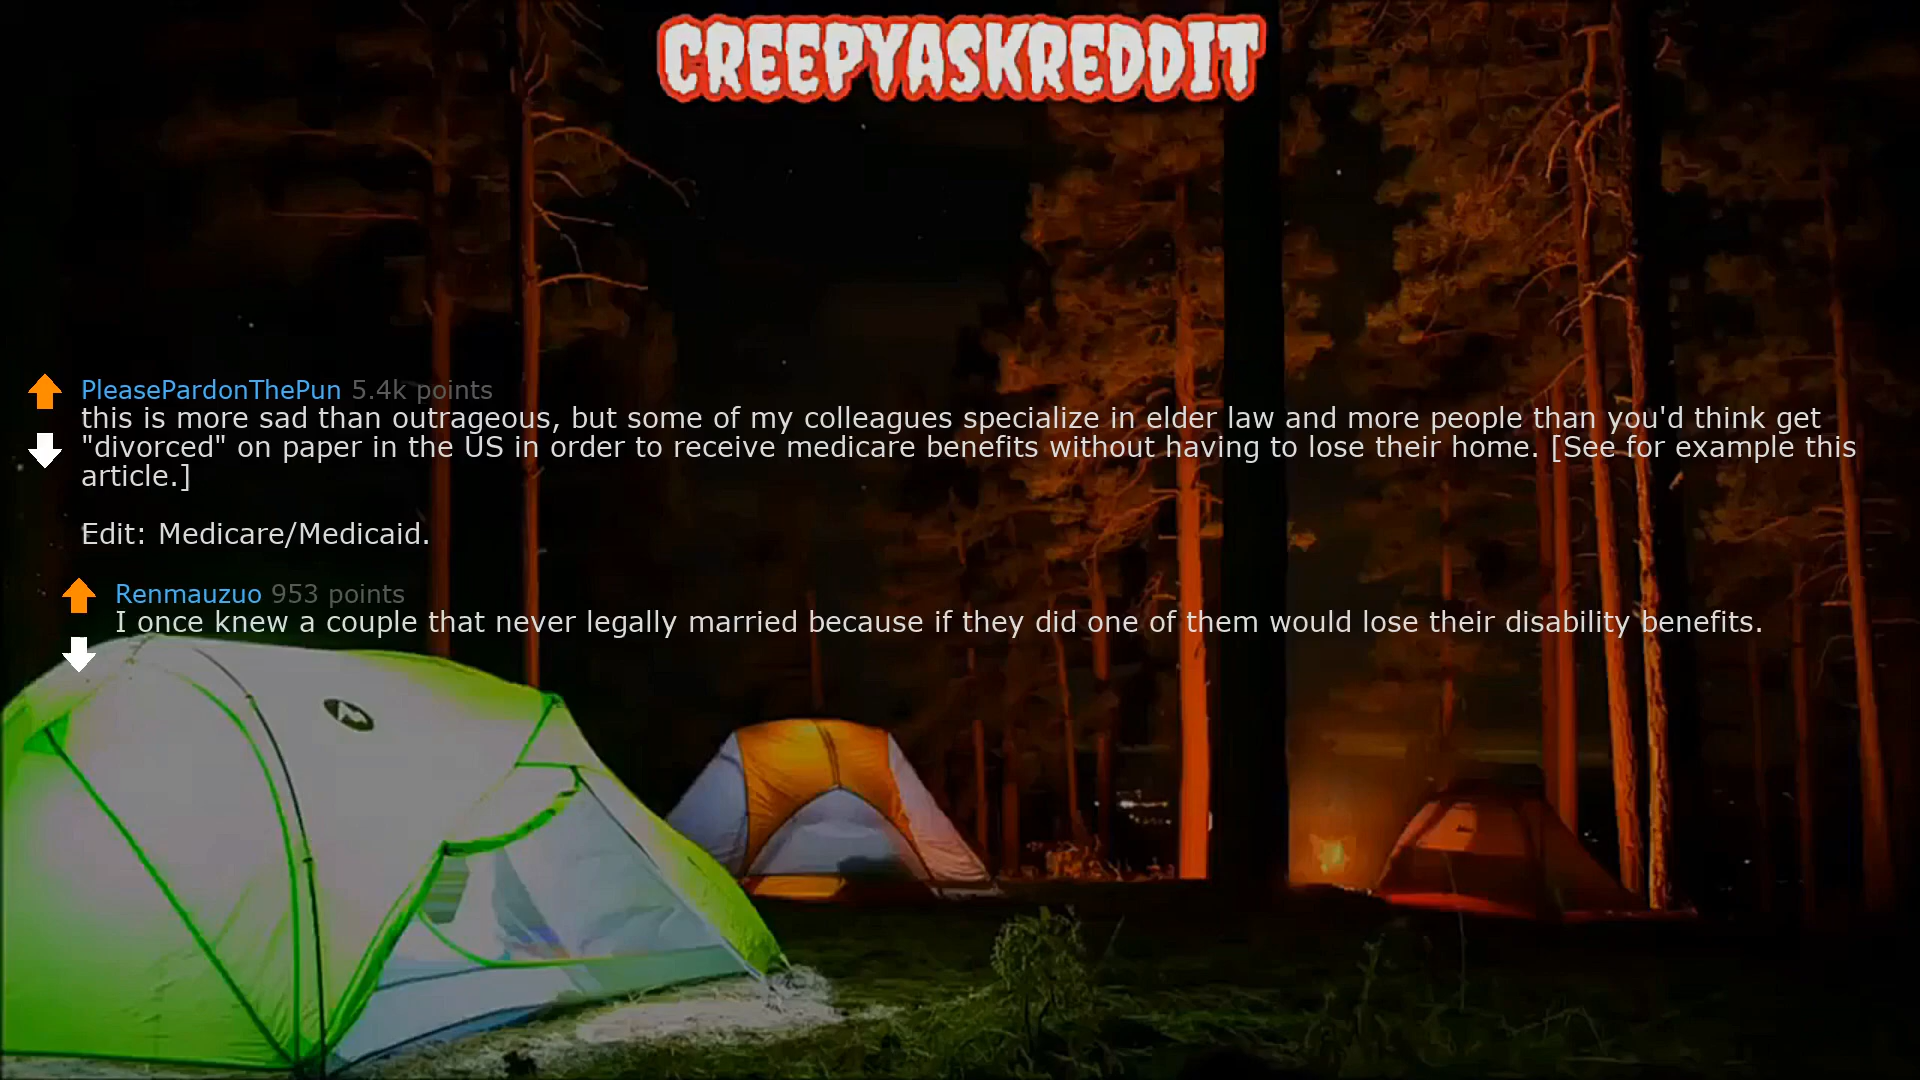 CREEPYASKREDDIT
PleasePardonThePun 5.4k points
this is more sad than outrageous, but some of my colleagues specialize in elder law and more people than you'd think get
"divorced" on paper in the US in order to receive medicare benefits without having to lose their home. [See for example this
article.]
Edit: Medicare/Medicaid.
Renmauzuo 953 points
I once knew a couple that never legally married because if they did one of them would lose their disability benefits.